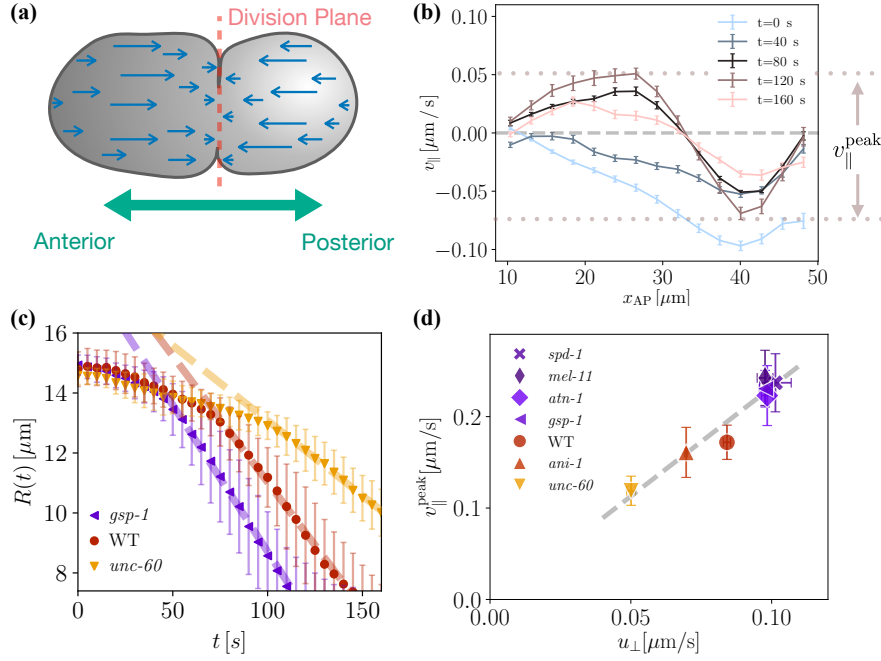 (a)
Division Plane
Anterior
Posterior
(b)
t=0 s
t=40 s
t=80 s
t=120 s
t=160 s
0.10
0.05
0.00
−0.05
−0.10
v∥ [μm / s]
10
20
30
40
50
x_AP [μm]
v∥^peak
(c)
16
14
12
10
8
R(t) [μm]
gsp-1
WT
unc-60
0
50
100
150
t [s]
(d)
spd-1
mel-11
atn-1
gsp-1
WT
ani-1
unc-60
0.2
0.1
0.0
v∥^peak [μm/s]
0.00
0.05
0.10
u⊥[μm/s]